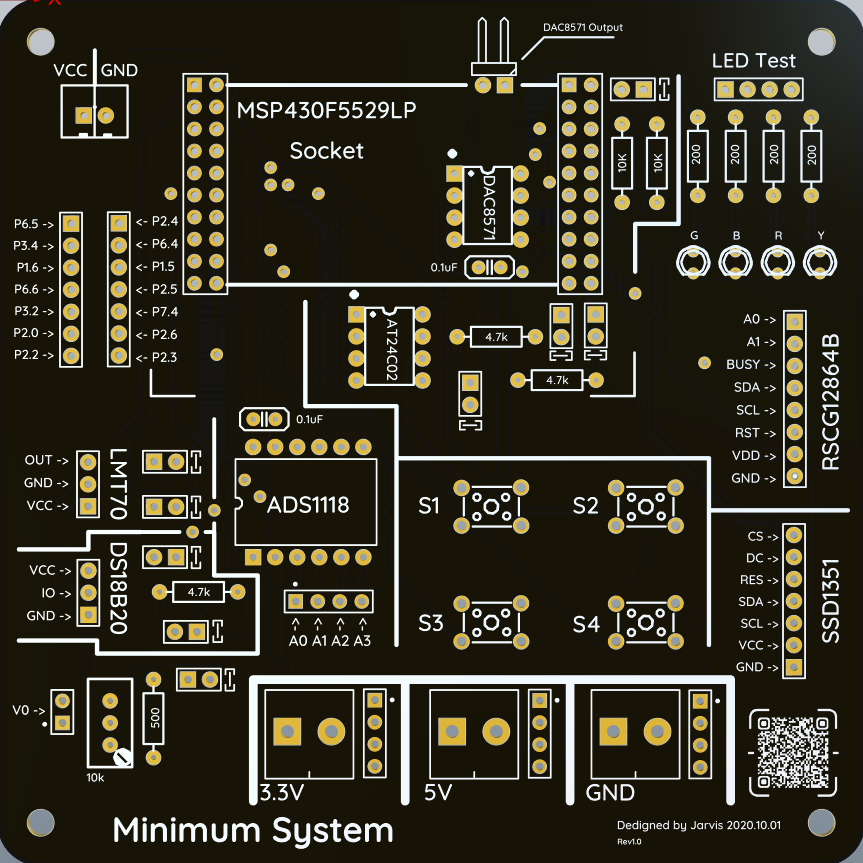 DAC8571 Output
VCC GND
LED Test
MSP430F5529LP
Socket
DAC8571
0.1uF
10K
10K
200
200
200
200
G B R Y
P6.5 ->
P3.4 ->
P1.6 ->
P6.6 ->
P3.2 ->
P2.0 ->
P2.2 ->
<- P2.4
<- P6.4
<- P1.5
<- P2.5
<- P7.4
<- P2.6
<- P2.3
AT24C02
4.7k
4.7k
A0 ->
A1 ->
BUSY ->
SDA ->
SCL ->
RST ->
VDD ->
GND ->
RSCG12864B
0.1uF
OUT ->
GND ->
VCC ->
LMT70
ADS1118
S1 S2
S3 S4
VCC ->
IO ->
GND ->
DS18B20
4.7k
A0 A1 A2 A3
CS ->
DC ->
RES ->
SDA ->
SCL ->
VCC ->
GND ->
SSD1351
V0 ->
10k
500
3.3V 5V GND
Minimum System
Dedigned by Jarvis 2020.10.01
Rev1.0